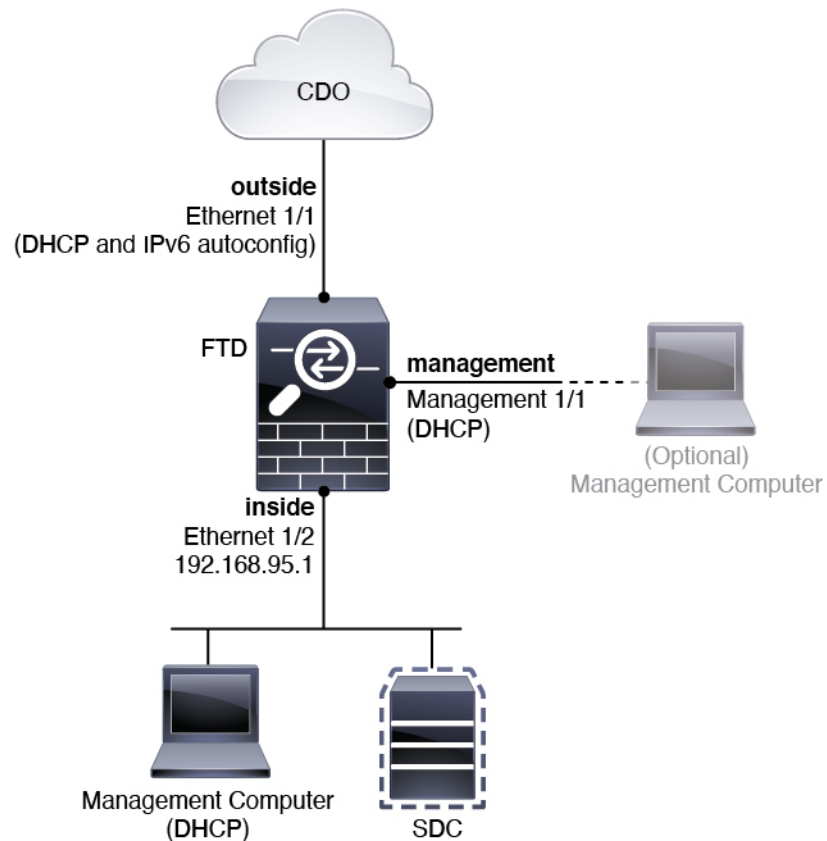 CDO
outside
Ethernet 1/1
(DHCP and IPv6 autoconfig)
FTD
management
Management 1/1
(DHCP)
(Optional)
Management Computer
inside
Ethernet 1/2
192.168.95.1
Management Computer
(DHCP)
SDC